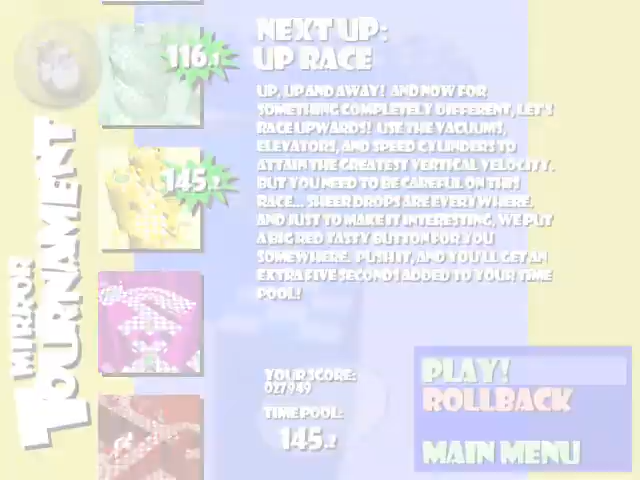 NEXT UP:
UP RACE
116.1
UP, UP AND AWAY! AND NOW FOR
SOMETHING COMPLETELY DIFFERENT, LET'S
RACE UPWARDS! USE THE VACUUMS,
ELEVATORS, AND SPEED CYLINDERS TO
ATTAIN THE GREATEST VERTICAL VELOCITY.
BUT YOU NEED TO BE CAREFUL ON THIS
RACE... SHEER DROPS ARE EVERYWHERE.
AND JUST TO MAKE IT INTERESTING, WE PUT
A BIG RED TASTY BUTTON FOR YOU
SOMEWHERE. PUSH IT, AND YOU'LL GET AN
EXTRA FIVE SECONDS ADDED TO YOUR TIME
POOL!
145.2
MIRROR
TOURNAMENT
YOUR SCORE:
027949
TIME POOL:
145.2
PLAY!
ROLLBACK
MAIN MENU